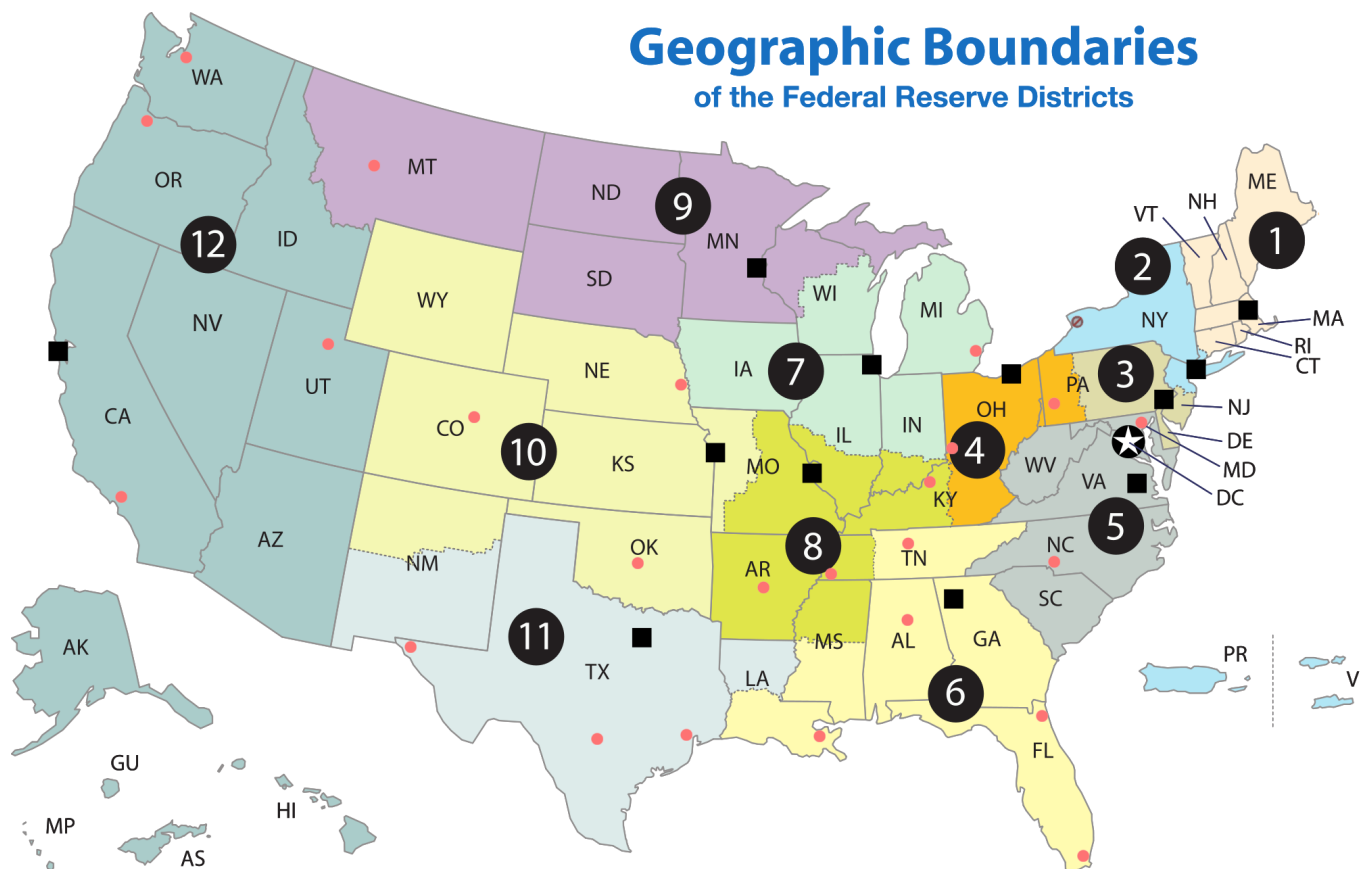 Geographic Boundaries
of the Federal Reserve Districts
WA
MT
ND
9
MN
OR
12
ID
SD
WY
WI
MI
VT
NH
ME
1
2
NY
MA
RI
CT
NV
UT
CA
NE
IA
7
IL
IN
OH
PA
3
NJ
DE
MD
DC
CO
10
KS
MO
4
WV
VA
KY
5
AZ
NM
OK
AR
8
TN
NC
SC
11
TX
LA
MS
AL
GA
6
FL
AK
GU
HI
MP
AS
PR
V